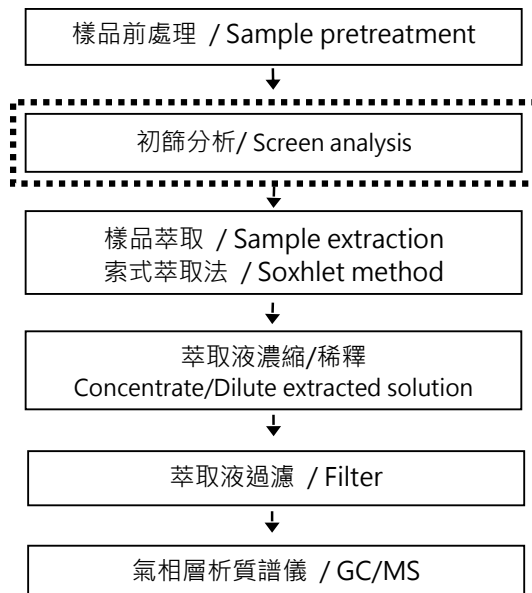 樣品前處理 / Sample pretreatment
初篩分析/ Screen analysis
樣品萃取 / Sample extraction
索式萃取法 / Soxhlet method
萃取液濃縮/稀釋
Concentrate/Dilute extracted solution
萃取液過濾 / Filter
氣相層析質譜儀 / GC/MS